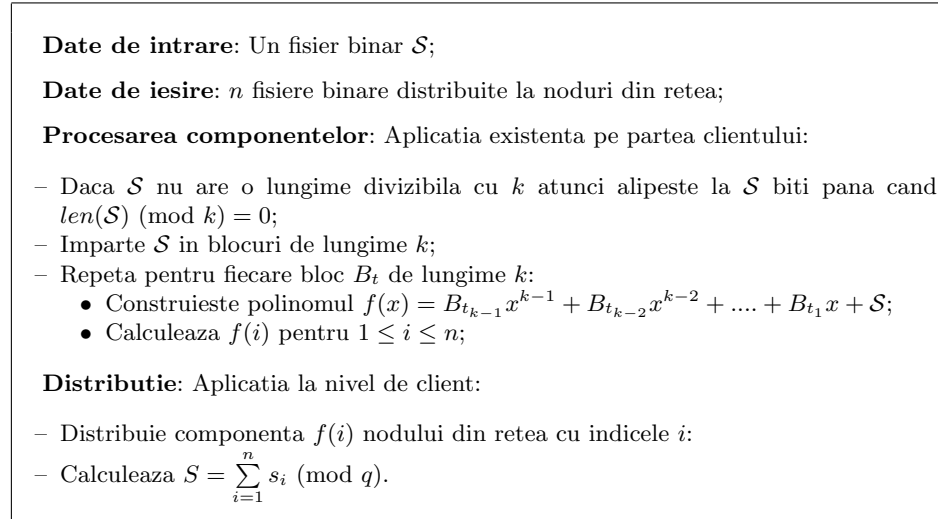 Date de intrare: Un fisier binar 𝒮;
Date de iesire: n fisiere binare distribuite la noduri din retea;
Procesarea componentelor: Aplicatia existenta pe partea clientului:
– Daca 𝒮 nu are o lungime divizibila cu k atunci alipeste la 𝒮 biti pana cand
len(𝒮) (mod k) = 0;
– Imparte 𝒮 in blocuri de lungime k;
– Repeta pentru fiecare bloc Bₜ de lungime k:
• Construieste polinomul f(x) = B_{t_{k−1}}x^{k−1} + B_{t_{k−2}}x^{k−2} + .... + B_{t_1}x + 𝒮;
• Calculeaza f(i) pentru 1 ≤ i ≤ n;
Distributie: Aplicatia la nivel de client:
– Distribuie componenta f(i) nodului din retea cu indicele i:
– Calculeaza S = ∑_{i=1}^{n} s_i (mod q).